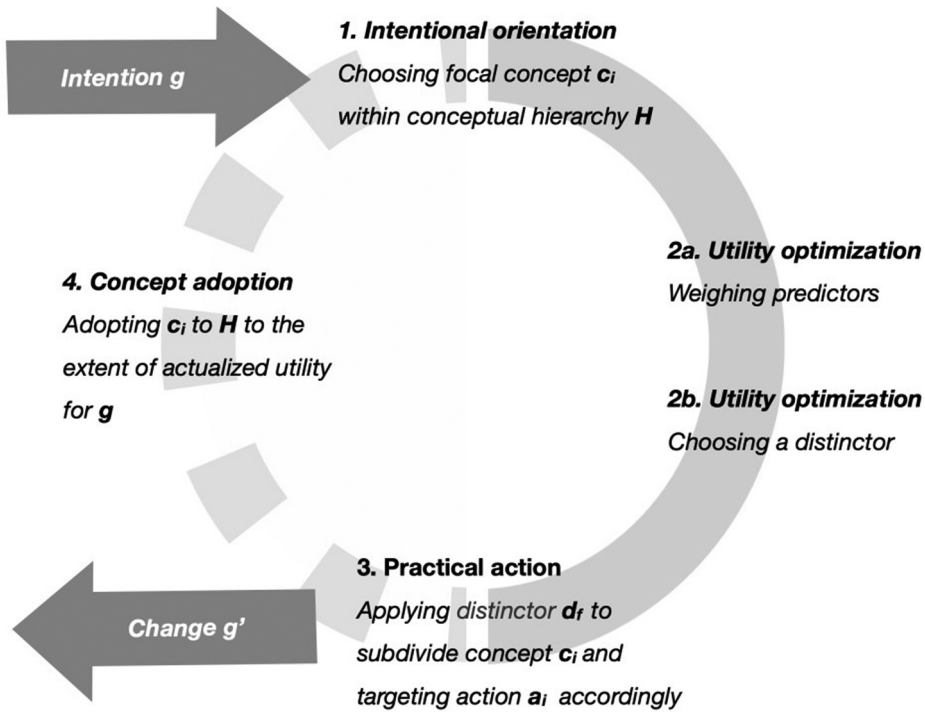 Intention g
1. Intentional orientation
Choosing focal concept cᵢ
within conceptual hierarchy H
2a. Utility optimization
Weighing predictors
2b. Utility optimization
Choosing a distinctor
3. Practical action
Applying distinctor d_f to
subdivide concept cᵢ and
targeting action aᵢ accordingly
Change g’
4. Concept adoption
Adopting cᵢ to H to the
extent of actualized utility
for g